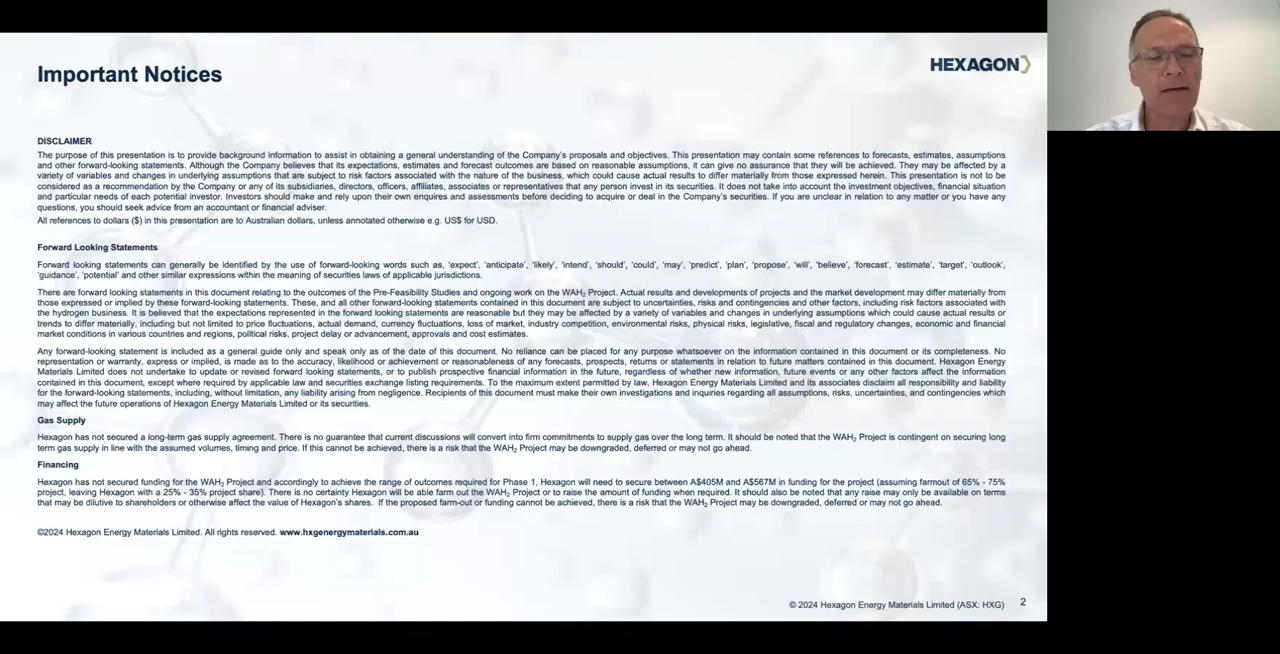 Important Notices
HEXAGON
DISCLAIMER
The purpose of this presentation is to provide background information to assist in obtaining a general understanding of the Company's proposals and objectives. This presentation may contain some references to forecasts, estimates, assumptions
and other forward-looking statements. Although the Company believes that its expectations, estimates and forecast outcomes are based on reasonable assumptions, it can give no assurance that they will be achieved. They may be affected by a
variety of variables and changes in underlying assumptions that are subject to risk factors associated with the nature of the business, which could cause actual results to differ materially from those expressed herein. This presentation is not to be
considered as a recommendation by the Company or any of its subsidiaries, directors, officers, affiliates, associates or representatives that any person invest in its securities. It does not take into account the investment objectives, financial situation
and particular needs of each potential investor. Investors should make and rely upon their own enquires and assessments before deciding to acquire or deal in the Company's securities. If you are unclear in relation to any matter or you have any
questions, you should seek advice from an accountant or financial adviser.
All references to dollars ($) in this presentation are to Australian dollars, unless annotated otherwise e.g. US$ for USD.
Forward Looking Statements
Forward looking statements can generally be identified by the use of forward-looking words such as, 'expect', 'anticipate', 'likely', 'intend', 'should', 'could', 'may', 'predict', 'plan', 'propose', 'will', 'believe', 'forecast', 'estimate', 'target', 'outlook',
'guidance', 'potential' and other similar expressions within the meaning of securities laws of applicable jurisdictions.
There are forward looking statements in this document relating to the outcomes of the Pre-Feasibility Studies and ongoing work on the WAH₂ Project. Actual results and developments of projects and the market development may differ materially from
those expressed or implied by these forward-looking statements. These, and all other forward-looking statements contained in this document are subject to uncertainties, risks and contingencies and other factors, including risk factors associated with
the hydrogen business. It is believed that the expectations represented in the forward looking statements are reasonable but they may be affected by a variety of variables and changes in underlying assumptions which could cause actual results or
trends to differ materially, including but not limited to price fluctuations, actual demand, currency fluctuations, loss of market, industry competition, environmental risks, physical risks, legislative, fiscal and regulatory changes, economic and financial
market conditions in various countries and regions, political risks, project delay or advancement, approvals and cost estimates.
Any forward-looking statement is included as a general guide only and speak only as of the date of this document. No reliance can be placed for any purpose whatsoever on the information contained in this document or its completeness. No
representation or warranty, express or implied, is made as to the accuracy, likelihood or achievement or reasonableness of any forecasts, prospects, returns or statements in relation to future matters contained in this document. Hexagon Energy
Materials Limited does not undertake to update or revised forward looking statements, or to publish prospective financial information in the future, regardless of whether new information, future events or any other factors affect the information
contained in this document, except where required by applicable law and securities exchange listing requirements. To the maximum extent permitted by law, Hexagon Energy Materials Limited and its associates disclaim all responsibility and liability
for the forward-looking statements, including, without limitation, any liability arising from negligence. Recipients of this document must make their own investigations and inquiries regarding all assumptions, risks, uncertainties, and contingencies which
may affect the future operations of Hexagon Energy Materials Limited or its securities.
Gas Supply
Hexagon has not secured a long-term gas supply agreement. There is no guarantee that current discussions will convert into firm commitments to supply gas over the long term. It should be noted that the WAH₂ Project is contingent on securing long
term gas supply in line with the assumed volumes, timing and price. If this cannot be achieved, there is a risk that the WAH₂ Project may be downgraded, deferred or may not go ahead.
Financing
Hexagon has not secured funding for the WAH₂ Project and accordingly to achieve the range of outcomes required for Phase 1, Hexagon will need to secure between A$405M and A$567M in funding for the project (assuming farmout of 65% - 75%
project, leaving Hexagon with a 25% - 35% project share). There is no certainty Hexagon will be able farm out the WAH₂ Project or to raise the amount of funding when required. It should also be noted that any raise may only be available on terms
that may be dilutive to shareholders or otherwise affect the value of Hexagon's shares. If the proposed farm-out or funding cannot be achieved, there is a risk that the WAH₂ Project may be downgraded, deferred or may not go ahead.
©2024 Hexagon Energy Materials Limited. All rights reserved. www.hxgenergymaterials.com.au
© 2024 Hexagon Energy Materials Limited (ASX: HXG) 2